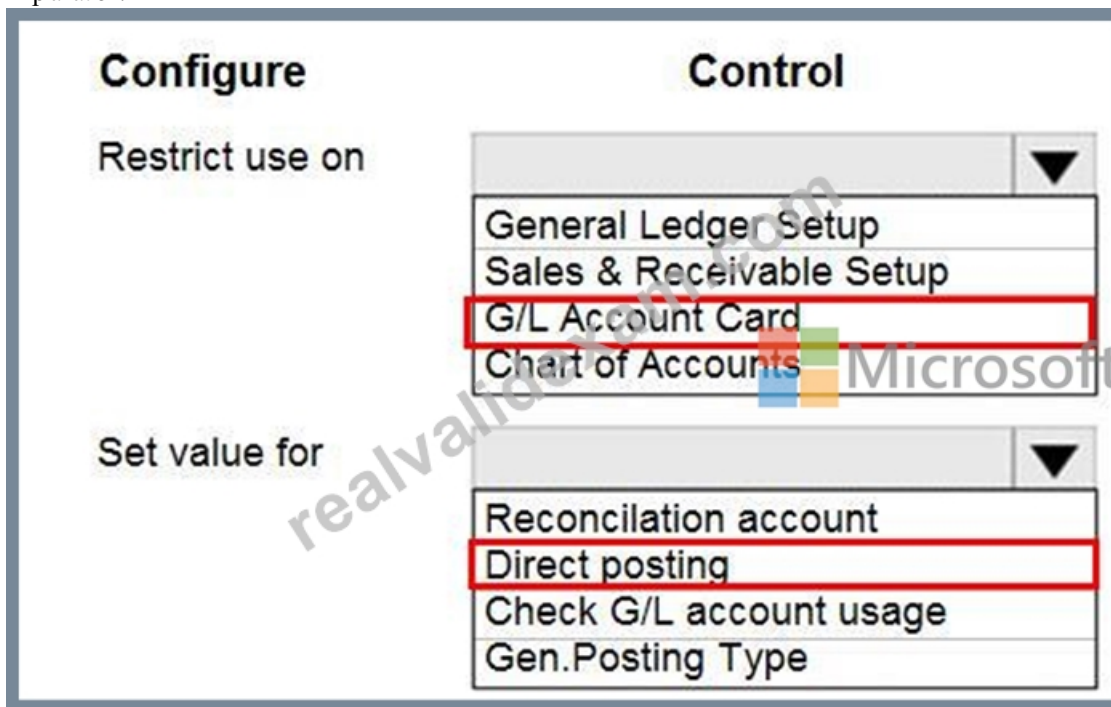 Configure Control
Restrict use on
General Ledger Setup
Sales & Receivable Setup
G/L Account Card
Chart of Accounts
Microsoft
Set value for
Reconcilation account
Direct posting
Check G/L account usage
Gen.Posting Type
realvalidexam.com